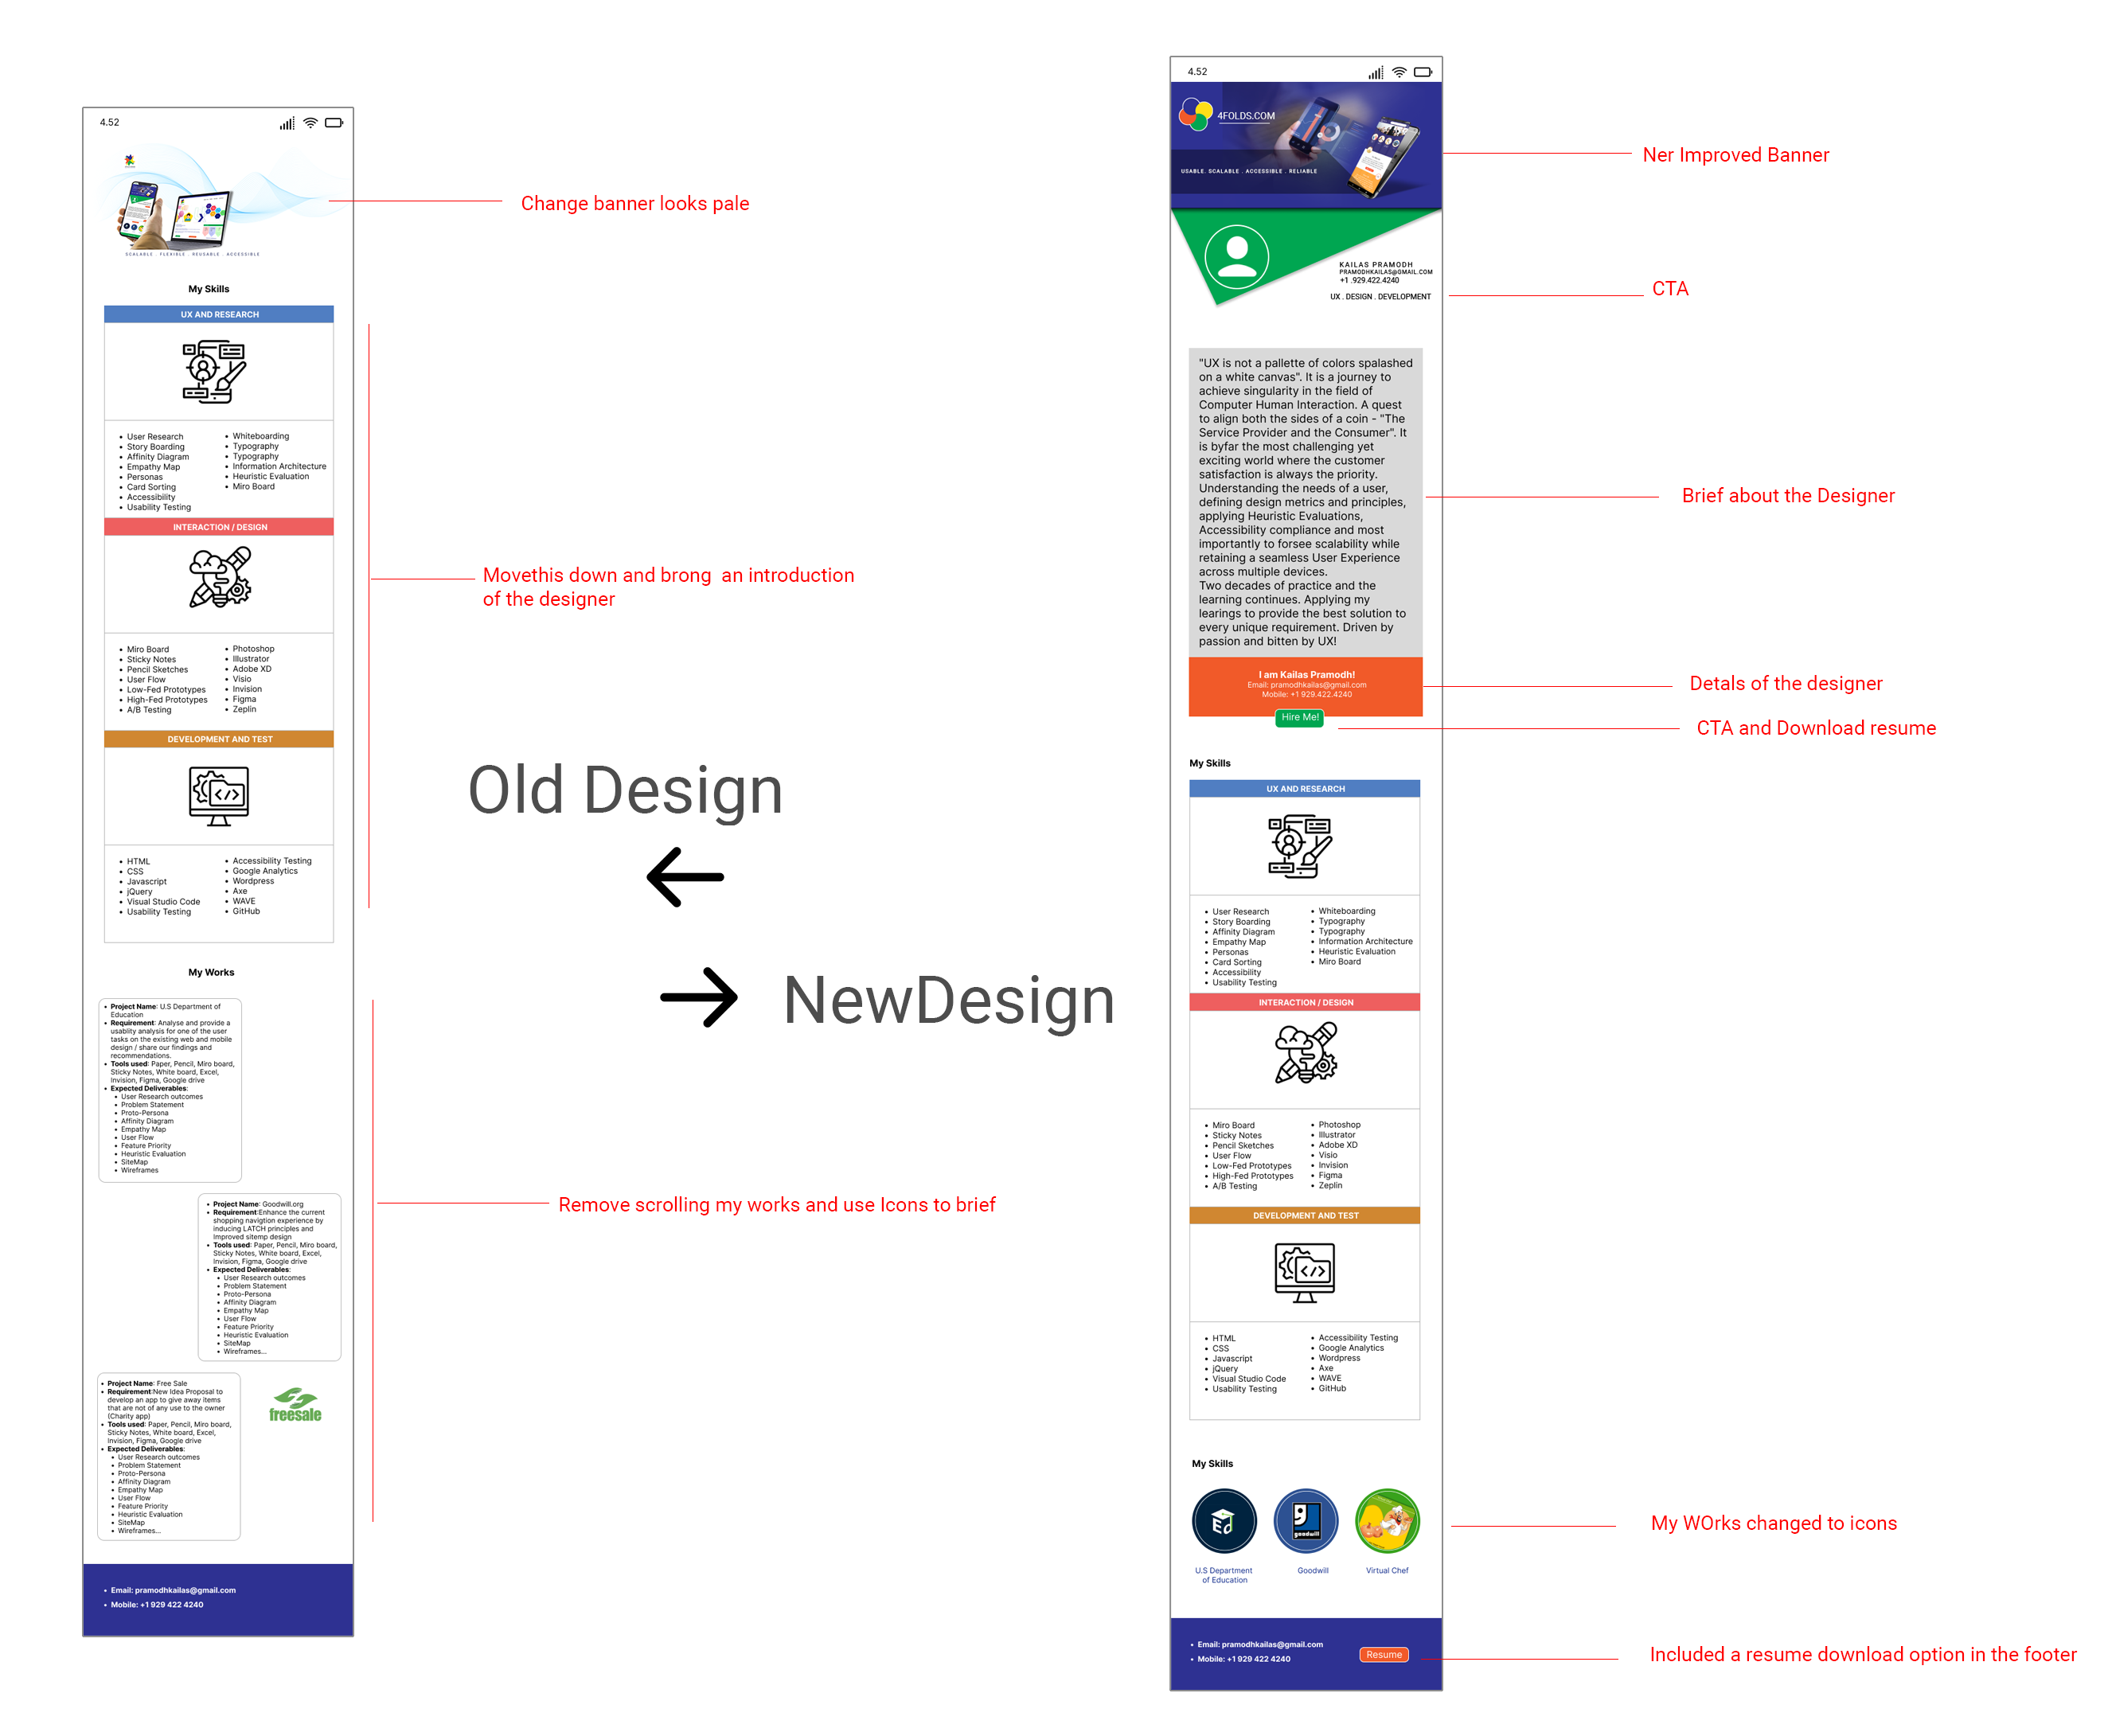 4.52
SCALABLE . FLEXIBLE . REUSABLE . ACCESSIBLE
Change banner looks pale
My Skills
UX AND RESEARCH
User Research
Story Boarding
Affinity Diagram
Empathy Map
Personas
Card Sorting
Accessibility
Usability Testing
Whiteboarding
Typography
Typography
Information Architecture
Heuristic Evaluation
Miro Board
INTERACTION / DESIGN
Movethis down and brong an introduction
of the designer
Miro Board
Sticky Notes
Pencil Sketches
User Flow
Low-Fed Prototypes
High-Fed Prototypes
A/B Testing
Photoshop
Illustrator
Adobe XD
Visio
Invision
Figma
Zeplin
DEVELOPMENT AND TEST
HTML
CSS
Javascript
jQuery
Visual Studio Code
Usability Testing
Accessibility Testing
Google Analytics
Wordpress
Axe
WAVE
GitHub
My Works
Project Name: U.S Department of
Education
Requirement: Analyse and provide a
usablity analysis for one of the user
tasks on the existing web and mobile
design / share our findings and
recommendations.
Tools used: Paper, Pencil, Miro board,
Sticky Notes, White board, Excel,
Invision, Figma, Google drive
Expected Deliverables:
User Research outcomes
Problem Statement
Proto-Persona
Affinity Diagram
Empathy Map
User Flow
Feature Priority
Heuristic Evaluation
SiteMap
Wireframes
Project Name: Goodwill.org
Requirement:Enhance the current
shopping navigtion experience by
inducing LATCH principles and
Improved sitemp design
Tools used: Paper, Pencil, Miro board,
Sticky Notes, White board, Excel,
Invision, Figma, Google drive
Expected Deliverables:
User Research outcomes
Problem Statement
Proto-Persona
Affinity Diagram
Empathy Map
User Flow
Feature Priority
Heuristic Evaluation
SiteMap
Wireframes...
Remove scrolling my works and use Icons to brief
Project Name: Free Sale
Requirement:New Idea Proposal to
develop an app to give away items
that are not of any use to the owner
(Charity app)
Tools used: Paper, Pencil, Miro board,
Sticky Notes, White board, Excel,
Invision, Figma, Google drive
Expected Deliverables:
User Research outcomes
Problem Statement
Proto-Persona
Affinity Diagram
Empathy Map
User Flow
Feature Priority
Heuristic Evaluation
SiteMap
Wireframes...
freesale
Email: pramodhkailas@gmail.com
Mobile: +1 929 422 4240
Old Design
NewDesign
4.52
4FOLDS.COM
USABLE. SCALABLE . ACCESSIBLE . RELIABLE
Ner Improved Banner
KAILAS PRAMODH
PRAMODHKAILAS@GMAIL.COM
+1 .929.422.4240
UX . DESIGN . DEVELOPMENT
CTA
"UX is not a pallette of colors spalashed
on a white canvas". It is a journey to
achieve singularity in the field of
Computer Human Interaction. A quest
to align both the sides of a coin - "The
Service Provider and the Consumer". It
is byfar the most challenging yet
exciting world where the customer
satisfaction is always the priority.
Understanding the needs of a user,
defining design metrics and principles,
applying Heuristic Evaluations,
Accessibility compliance and most
importantly to forsee scalability while
retaining a seamless User Experience
across multiple devices.
Two decades of practice and the
learning continues. Applying my
learings to provide the best solution to
every unique requirement. Driven by
passion and bitten by UX!
Brief about the Designer
I am Kailas Pramodh!
Email: pramodhkailas@gmail.com
Mobile: +1 929.422.4240
Detals of the designer
Hire Me!
CTA and Download resume
My Skills
UX AND RESEARCH
User Research
Story Boarding
Affinity Diagram
Empathy Map
Personas
Card Sorting
Accessibility
Usability Testing
Whiteboarding
Typography
Typography
Information Architecture
Heuristic Evaluation
Miro Board
INTERACTION / DESIGN
Miro Board
Sticky Notes
Pencil Sketches
User Flow
Low-Fed Prototypes
High-Fed Prototypes
A/B Testing
Photoshop
Illustrator
Adobe XD
Visio
Invision
Figma
Zeplin
DEVELOPMENT AND TEST
HTML
CSS
Javascript
jQuery
Visual Studio Code
Usability Testing
Accessibility Testing
Google Analytics
Wordpress
Axe
WAVE
GitHub
My Skills
Ed
goodwill
U.S Department
of Education
Goodwill
Virtual Chef
My WOrks changed to icons
Email: pramodhkailas@gmail.com
Mobile: +1 929 422 4240
Resume
Included a resume download option in the footer